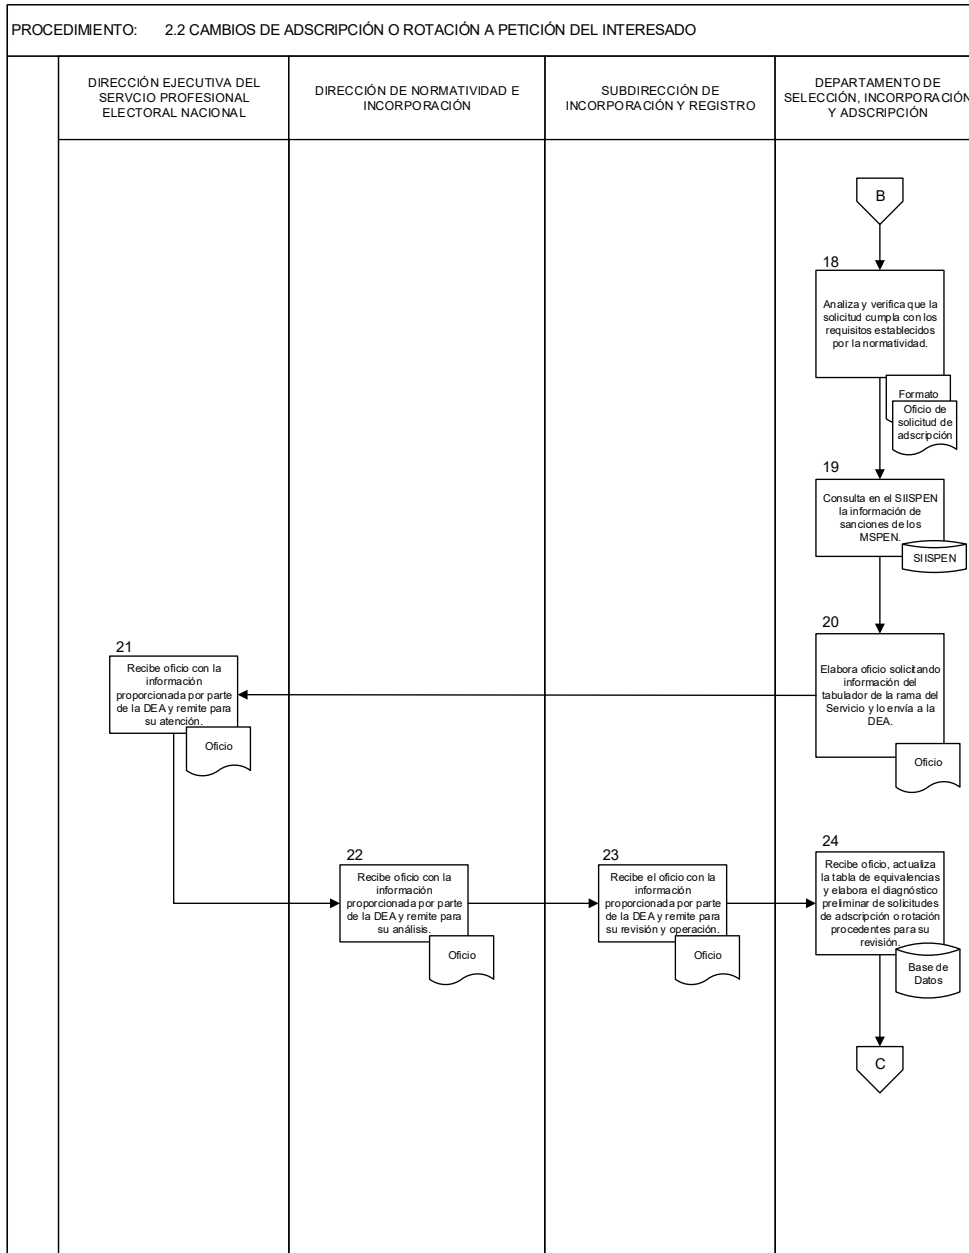 PROCEDIMIENTO: 2.2 CAMBIOS DE ADSCRIPCIÓN O ROTACIÓN A PETICIÓN DEL INTERESADO
DIRECCIÓN EJECUTIVA DEL
SERVCIO PROFESIONAL
ELECTORAL NACIONAL
DIRECCIÓN DE NORMATIVIDAD E
INCORPORACIÓN
SUBDIRECCIÓN DE
INCORPORACIÓN Y REGISTRO
DEPARTAMENTO DE
SELECCIÓN, INCORPORACIÓN
Y ADSCRIPCIÓN
B
18
Analiza y verifica que la
solicitud cumpla con los
requisitos establecidos
por la normatividad.
Formato
Oficio de
solicitud de
adscripción
19
Consulta en el SIISPEN
la información de
sanciones de los
MSPEN.
SIISPEN
20
Elabora oficio solicitando
información del
tabulador de la rama del
Servicio y lo envía a la
DEA.
Oficio
21
Recibe oficio con la
información
proporcionada por parte
de la DEA y remite para
su atención.
Oficio
22
Recibe oficio con la
información
proporcionada por parte
de la DEA y remite para
su análisis.
Oficio
23
Recibe el oficio con la
información
proporcionada por parte
de la DEA y remite para
su revisión y operación.
Oficio
24
Recibe oficio, actualiza
la tabla de equivalencias
y elabora el diagnóstico
preliminar de solicitudes
de adscripción o rotación
procedentes para su
revisión.
Base de
Datos
C